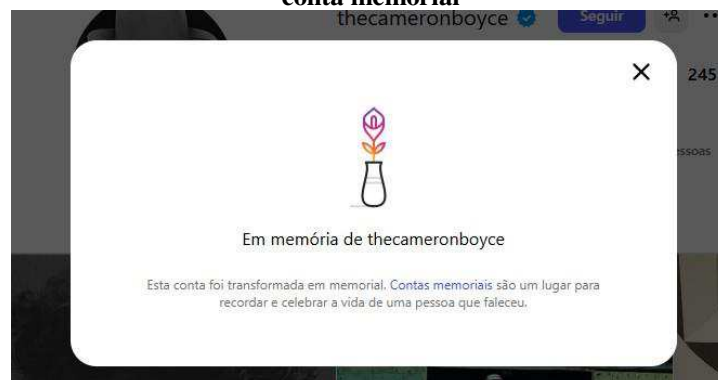 conta memorial
thecameronboyce
Seguir
245
essoas
Em memória de thecameronboyce
Esta conta foi transformada em memorial. Contas memoriais são um lugar para
recordar e celebrar a vida de uma pessoa que faleceu.